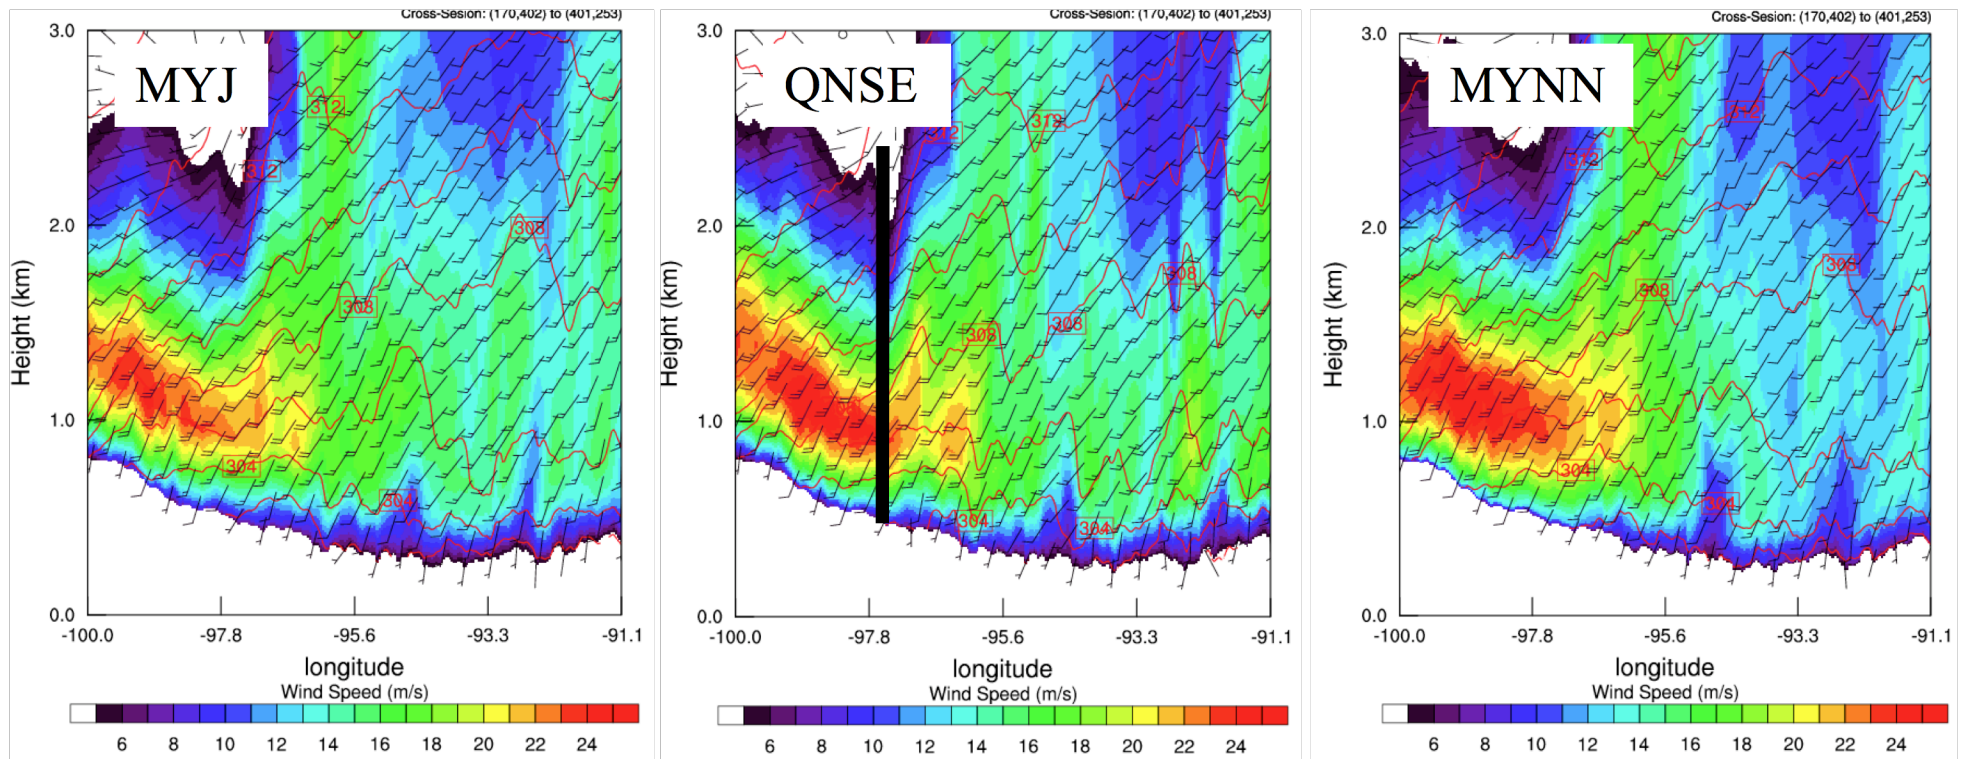 Cross-Sesion: (170,402) to (401,253)
3.0
MYJ
312
312
2.0
308
308
Height (km)
1.0
304
304
0.0
-100.0 -97.8 -95.6 -93.3 -91.1
longitude
Wind Speed (m/s)
6 8 10 12 14 16 18 20 22 24
Cross-Sesion: (170,402) to (401,253)
3.0
QNSE
312
312
2.0
308
308
308
Height (km)
1.0
304
304
0.0
-100.0 -97.8 -95.6 -93.3 -91.1
longitude
Wind Speed (m/s)
6 8 10 12 14 16 18 20 22 24
Cross-Sesion: (170,402) to (401,253)
3.0
MYNN
312
312
2.0
308
308
Height (km)
1.0
304
304
0.0
-100.0 -97.8 -95.6 -93.3 -91.1
longitude
Wind Speed (m/s)
6 8 10 12 14 16 18 20 22 24